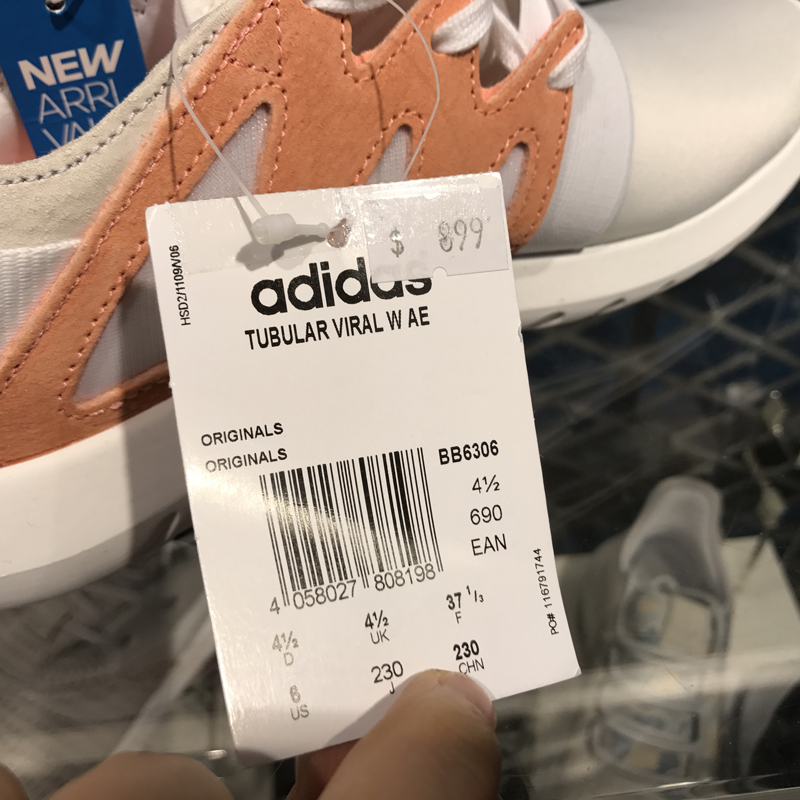 NEW
ARRI
VAL
$ 899
HSD2/1109/V06
adidas
TUBULAR VIRAL W AE
ORIGINALS
ORIGINALS
BB6306
4½
690
EAN
4 058027 808198
4½ 4½ 37 ¹/₃
D UK F
6 230 230
US J CHN
PO# 116791744